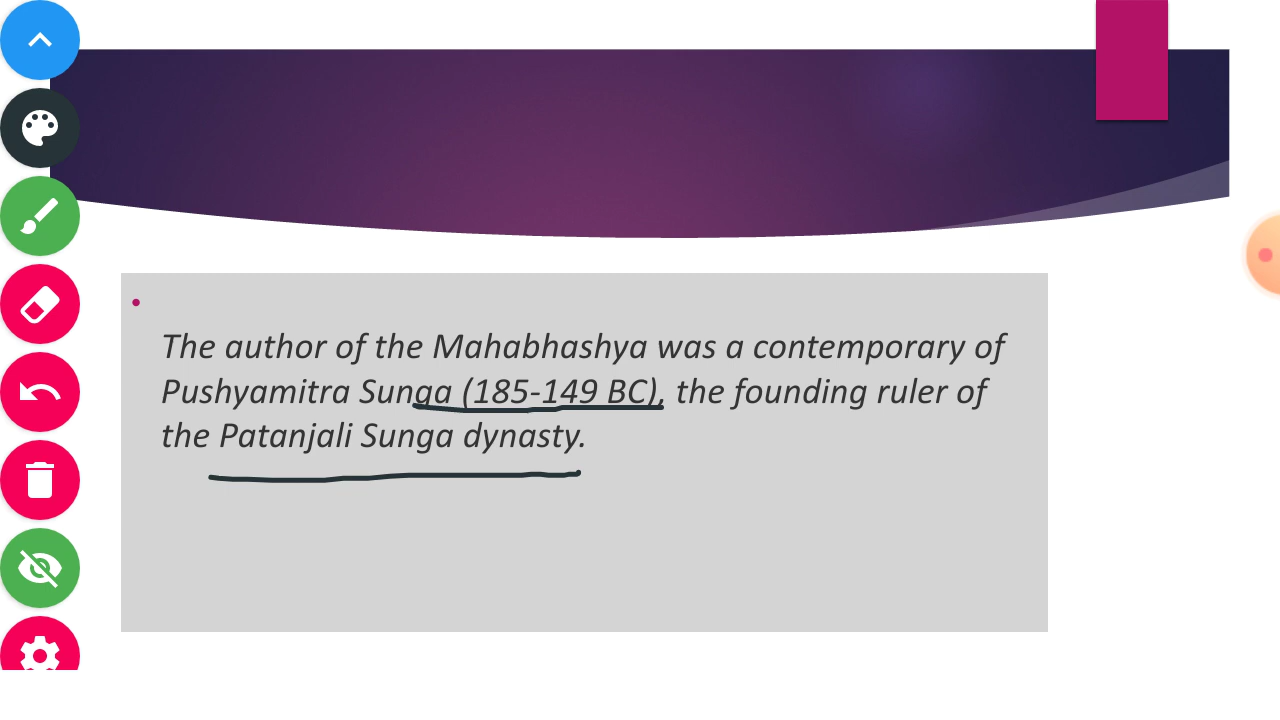 The author of the Mahabhashya was a contemporary of
Pushyamitra Sunga (185-149 BC), the founding ruler of
the Patanjali Sunga dynasty.